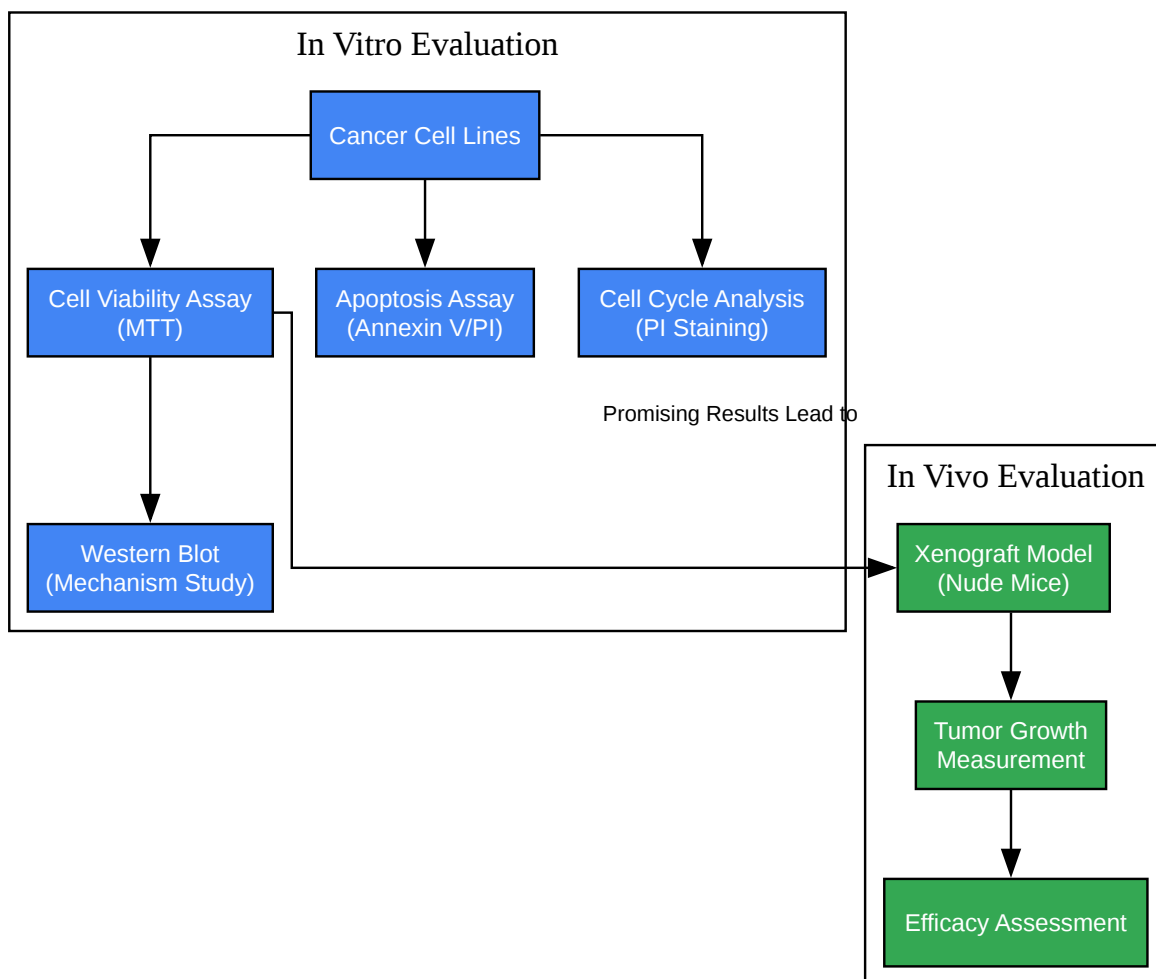 In Vitro Evaluation
Cancer Cell Lines
Cell Viability Assay
(MTT)
Apoptosis Assay
(Annexin V/PI)
Cell Cycle Analysis
(PI Staining)
Promising Results Lead to
Western Blot
(Mechanism Study)
In Vivo Evaluation
Xenograft Model
(Nude Mice)
Tumor Growth
Measurement
Efficacy Assessment